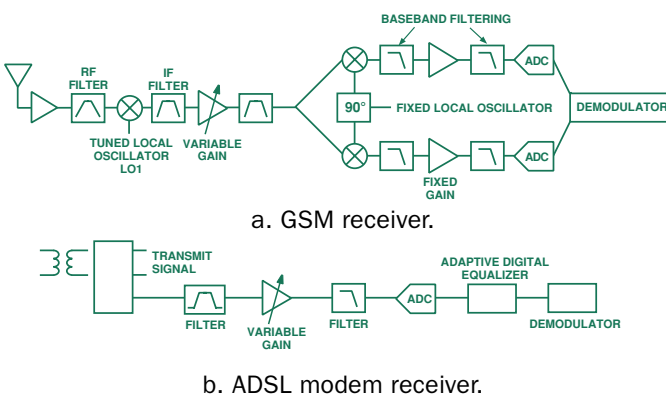 BASEBAND FILTERING
RF
FILTER
IF
FILTER
ADC
90°
FIXED LOCAL OSCILLATOR
DEMODULATOR
TUNED LOCAL
OSCILLATOR
LO1
VARIABLE
GAIN
ADC
FIXED
GAIN
a. GSM receiver.
TRANSMIT
SIGNAL
ADAPTIVE DIGITAL
EQUALIZER
ADC
FILTER
VARIABLE
GAIN
FILTER
DEMODULATOR
b. ADSL modem receiver.